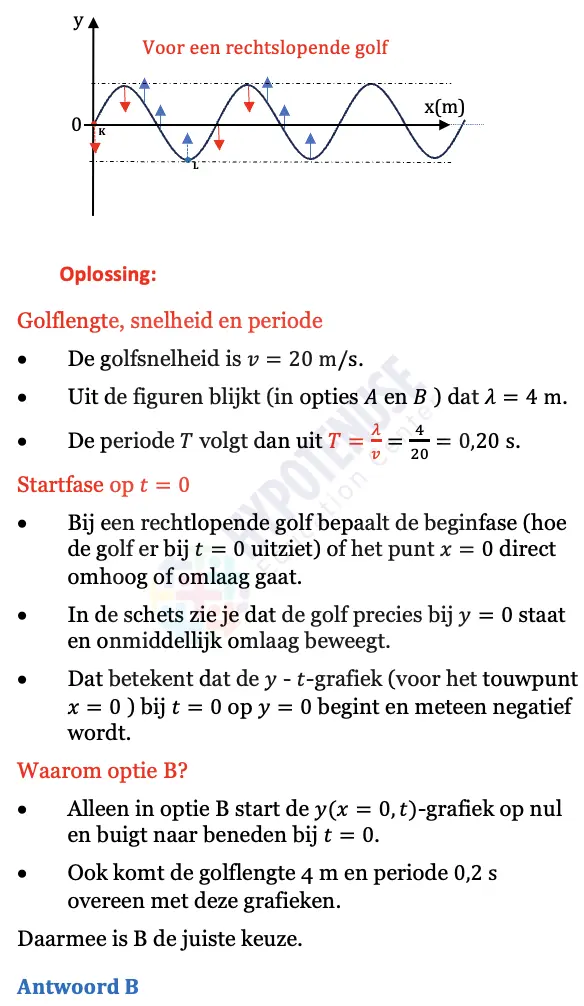 y
Voor een rechtslopende golf
x(m)
0
K
L
Oplossing:
Golflengte, snelheid en periode
• De golfsnelheid is v = 20 m/s.
• Uit de figuren blijkt (in opties A en B ) dat λ = 4 m.
• De periode T volgt dan uit T = λ/v = 4/20 = 0,20 s.
Startfase op t = 0
• Bij een rechtlopende golf bepaalt de beginfase (hoe
de golf er bij t = 0 uitziet) of het punt x = 0 direct
omhoog of omlaag gaat.
• In de schets zie je dat de golf precies bij y = 0 staat
en onmiddellijk omlaag beweegt.
• Dat betekent dat de y - t-grafiek (voor het touwpunt
x = 0 ) bij t = 0 op y = 0 begint en meteen negatief
wordt.
Waarom optie B?
• Alleen in optie B start de y(x = 0, t)-grafiek op nul
en buigt naar beneden bij t = 0.
• Ook komt de golflengte 4 m en periode 0,2 s
overeen met deze grafieken.
Daarmee is B de juiste keuze.
Antwoord B
HYPOTENUSE
Education Center